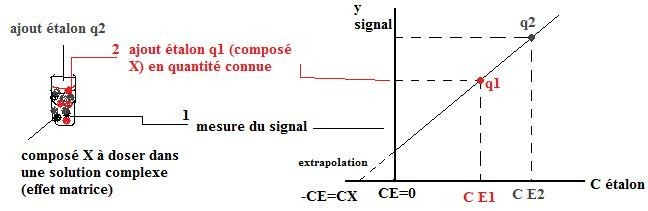 ajout étalon q2
2 ajout étalon q1 (composé
X) en quantité connue
1
mesure du signal
composé X à doser dans
une solution complexe
(effet matrice)
y
signal
q2
q1
extrapolation
C étalon
-CE=CX
CE=0
C E1
C E2